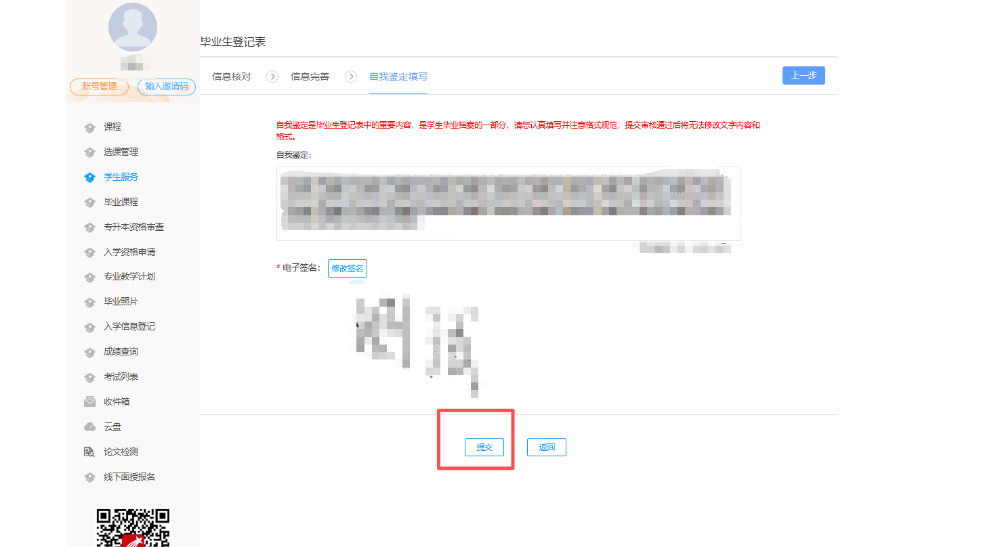 毕业生登记表
账号管理
输入邀请码
课程
选课管理
学生服务
毕业课程
专升本资格审查
入学资格申请
专业教学计划
毕业照片
入学信息登记
成绩查询
考试列表
收件箱
云盘
论文检测
线下面授报名
信息核对
信息完善
自我鉴定填写
上一步
自我鉴定是毕业生登记表中的重要内容，是学生毕业档案的一部分，请您认真填写并注意格式规范，提交审核通过后将无法修改文字内容和
格式。
自我鉴定：
* 电子签名： 修改签名
提交
返回